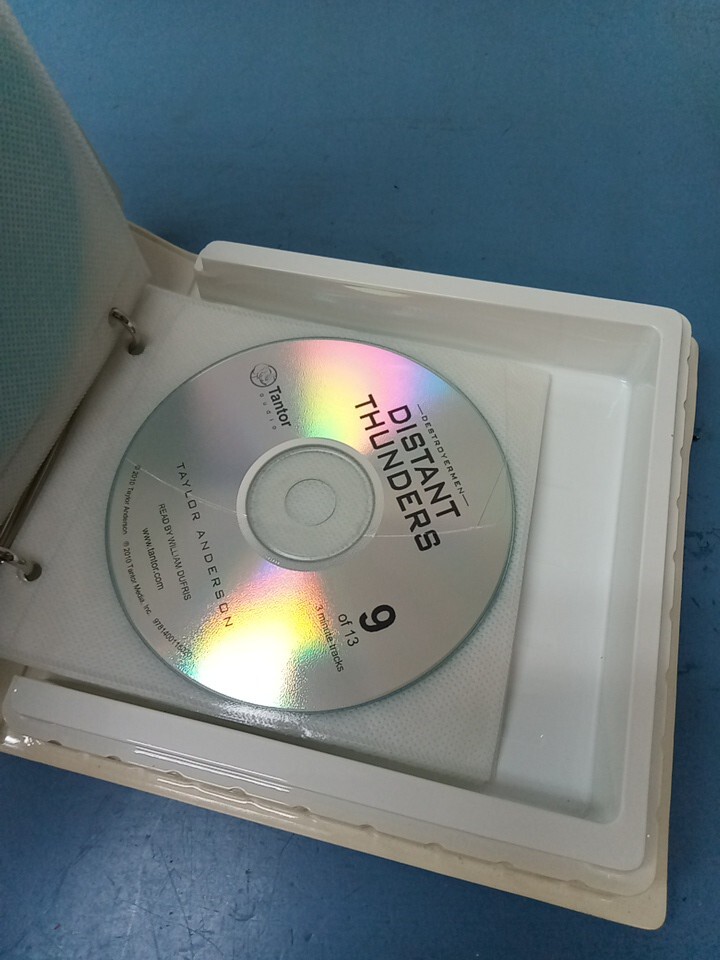 Tantor
audio
—DESTROYERMEN—
DISTANT
THUNDERS
TAYLOR ANDERSON
READ BY WILLIAM DUFRIS
www.tantor.com
9
of 13
3 minute tracks
© 2010 Taylor Anderson ℗ 2010 Tantor Media, Inc.